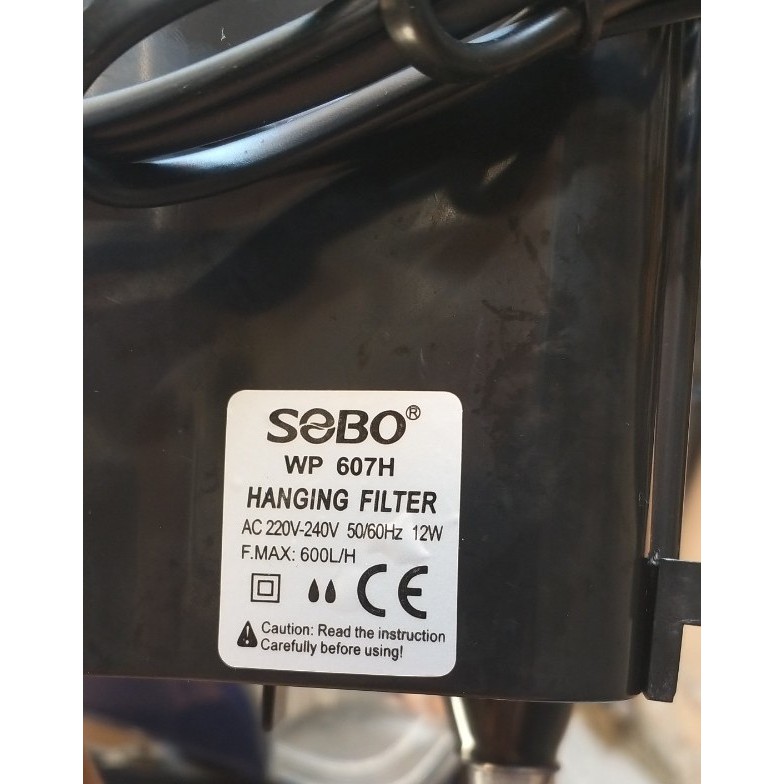 SOBO®
WP 607H
HANGING FILTER
AC 220V-240V 50/60Hz 12W
F.MAX: 600L/H
CE
Caution: Read the instruction
Carefully before using!